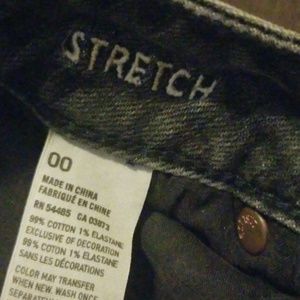 STRETCH
00
MADE IN CHINA
FABRIQUÉ EN CHINE
RN 54485 CA 03873
99% COTTON 1% ELASTANE
EXCLUSIVE OF DECORATION
99% COTON 1% ELASTANE
SANS LES DÉCORATIONS
COLOR MAY TRANSFER
WHEN NEW. WASH ONCE